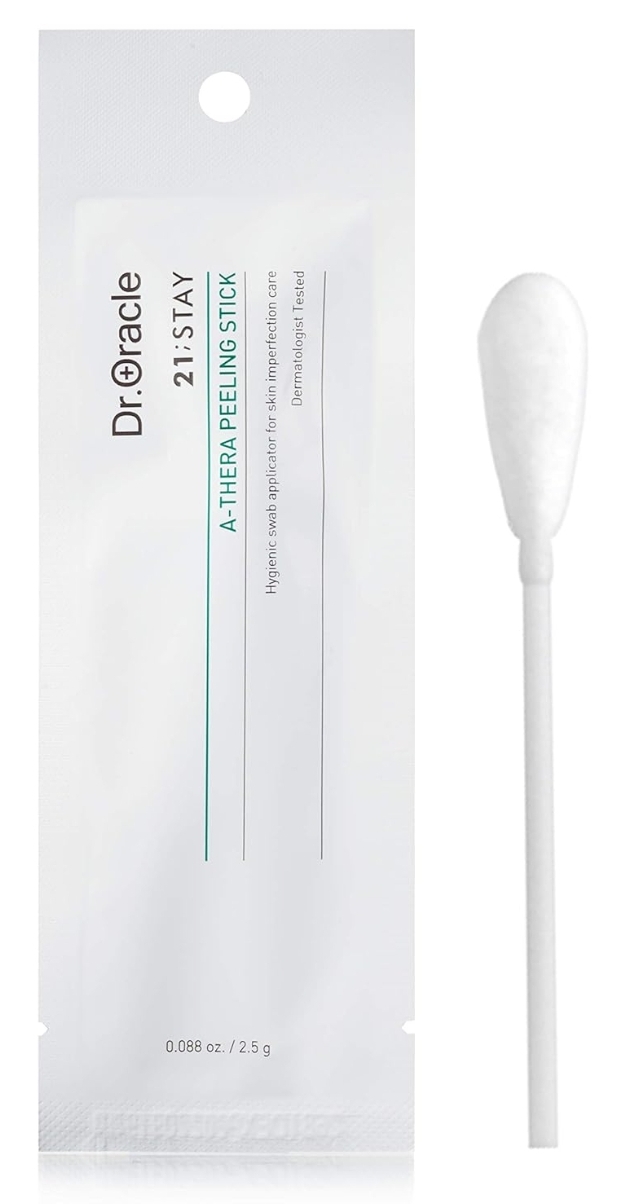 Dr.Oracle
21;STAY
A-THERA PEELING STICK
Hygienic swab applicator for skin imperfection care
Dermatologist Tested
0.088 oz. / 2.5 g